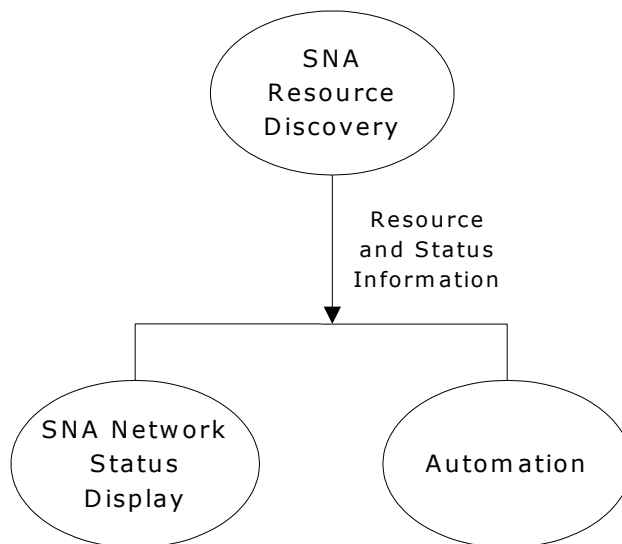 SNA
Resource
Discovery
Resource
and Status
Information
SNA Network
Status
Display
Automation